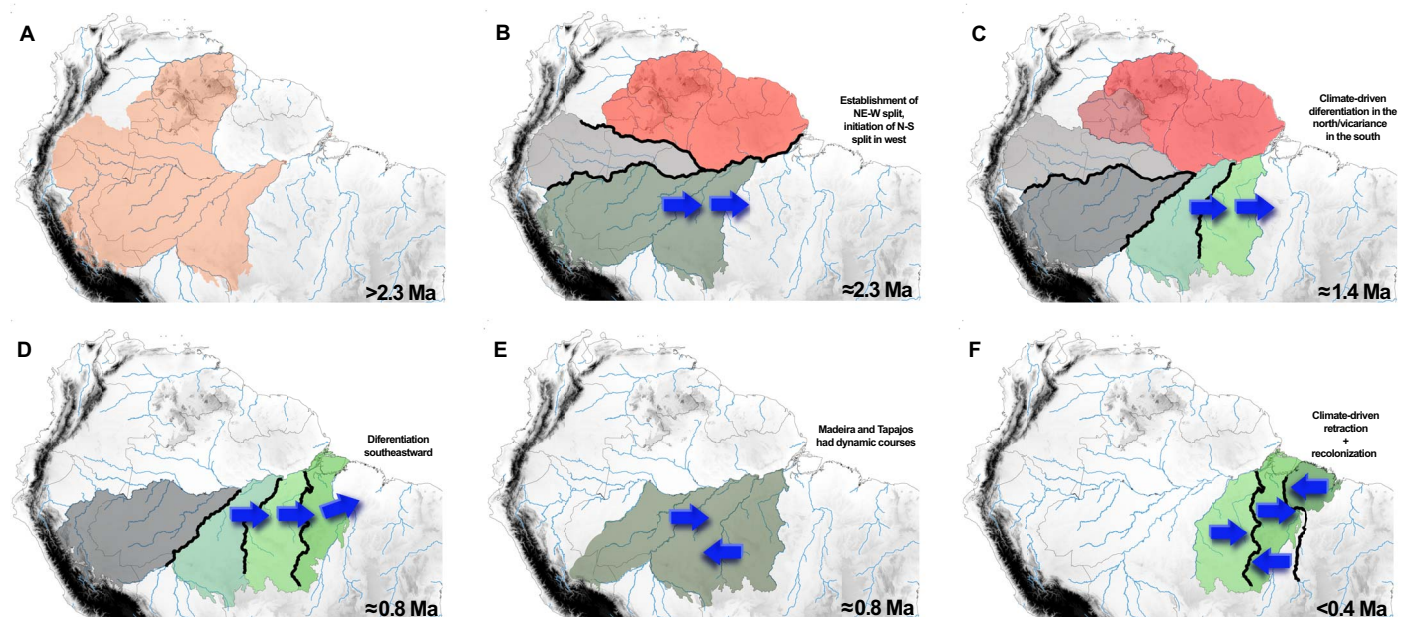 A
>2.3 Ma
B
Establishment of
NE-W split,
initiation of N-S
split in west
≈2.3 Ma
C
Climate-driven
diferentiation in the
north/vicariance
in the south
≈1.4 Ma
D
Diferentiation
southeastward
≈0.8 Ma
E
Madeira and Tapajos
had dynamic courses
≈0.8 Ma
F
Climate-driven
retraction
+
recolonization
<0.4 Ma